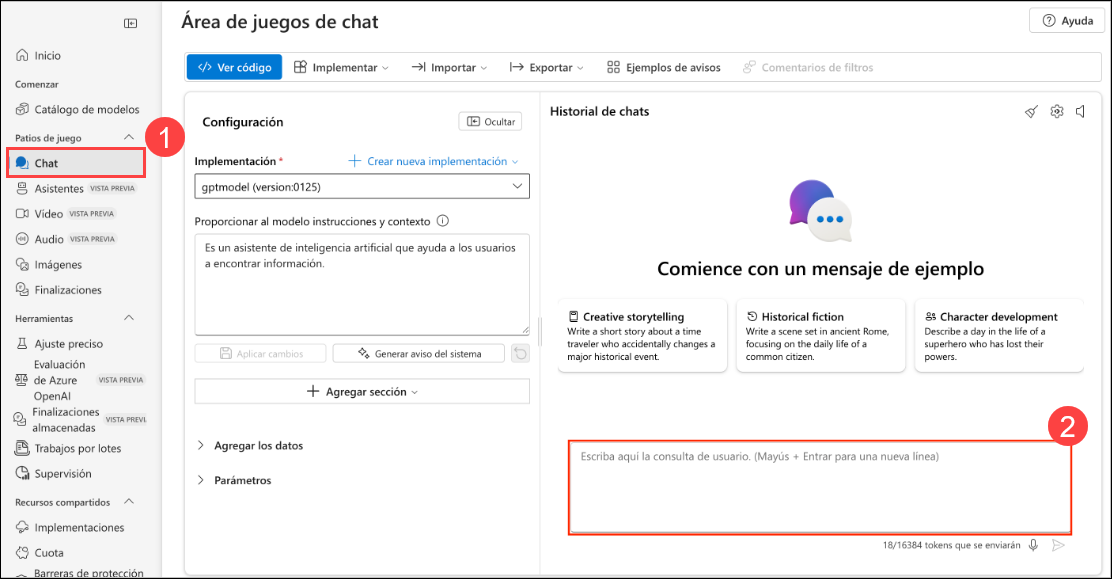 Área de juegos de chat
Ayuda
Inicio
Comenzar
Catálogo de modelos
Patios de juego
1
Chat
Asistentes VISTA PREVIA
Vídeo VISTA PREVIA
Audio VISTA PREVIA
Imágenes
Finalizaciones
Herramientas
Ajuste preciso
Evaluación
de Azure VISTA PREVIA
OpenAI
Finalizaciones
almacenadas VISTA PREVI
Trabajos por lotes
Supervisión
Recursos compartidos
Implementaciones
Cuota
Barreras de protección
</> Ver código
Implementar
Importar
Exportar
Ejemplos de avisos
Comentarios de filtros
Configuración
Ocultar
Implementación *
Crear nueva implementación
gptmodel (version:0125)
Proporcionar al modelo instrucciones y contexto
Es un asistente de inteligencia artificial que ayuda a los usuarios
a encontrar información.
Aplicar cambios
Generar aviso del sistema
Agregar sección
Agregar los datos
Parámetros
Historial de chats
Comience con un mensaje de ejemplo
Creative storytelling
Write a short story about a time
traveler who accidentally changes a
major historical event.
Historical fiction
Write a scene set in ancient Rome,
focusing on the daily life of a
common citizen.
Character development
Describe a day in the life of a
superhero who has lost their
powers.
2
Escriba aquí la consulta de usuario. (Mayús + Entrar para una nueva línea)
18/16384 tokens que se enviarán